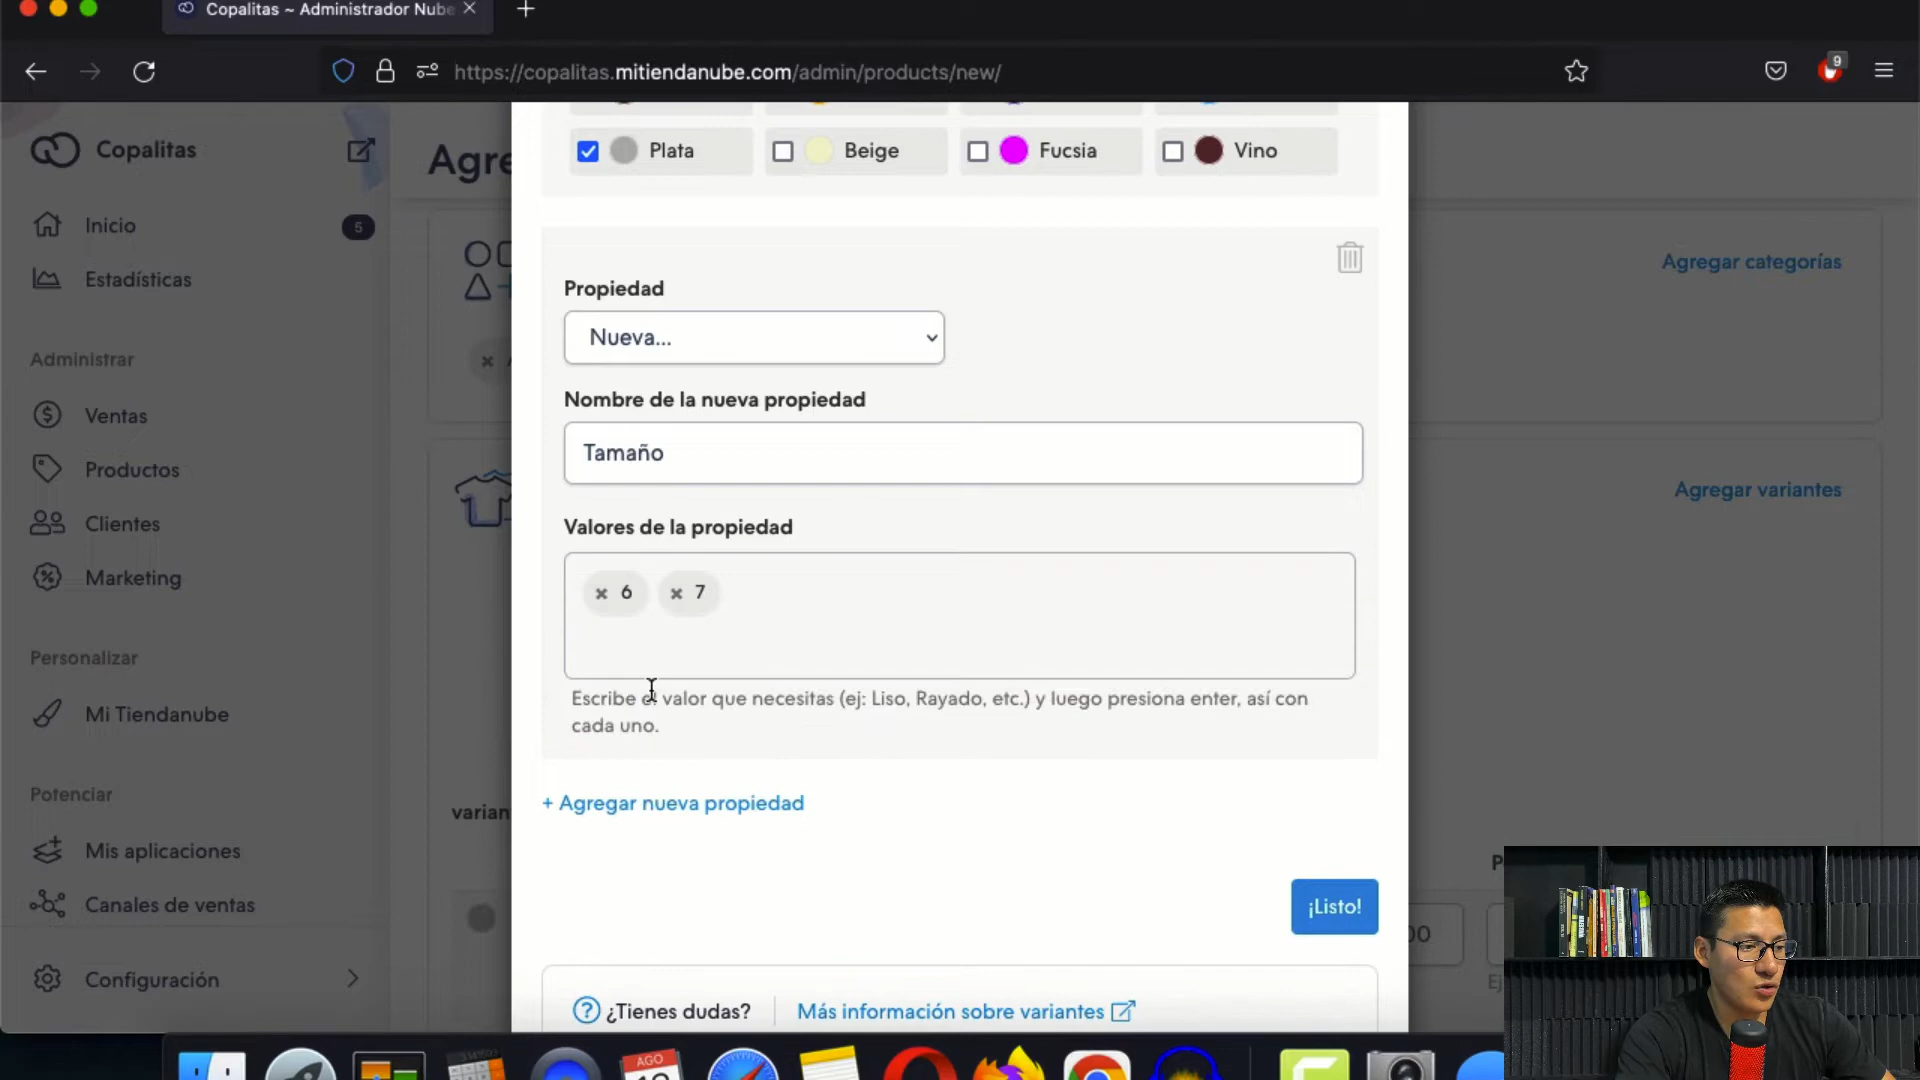 Copalitas ~ Administrador Nube
https://copalitas.mitiendanube.com/admin/products/new/
9
Copalitas
Agre
Plata
Beige
Fucsia
Vino
Inicio
5
Estadísticas
Agregar categorías
Propiedad
Nueva...
Administrar
Nombre de la nueva propiedad
Ventas
Tamaño
Productos
Agregar variantes
Clientes
Valores de la propiedad
Marketing
6
7
Personalizar
Mi Tiendanube
Escribe el valor que necesitas (ej: Liso, Rayado, etc.) y luego presiona enter, así con
cada uno.
Potenciar
+ Agregar nueva propiedad
varian
Mis aplicaciones
Canales de ventas
¡Listo!
00
Configuración
¿Tienes dudas?
Más información sobre variantes
AGO